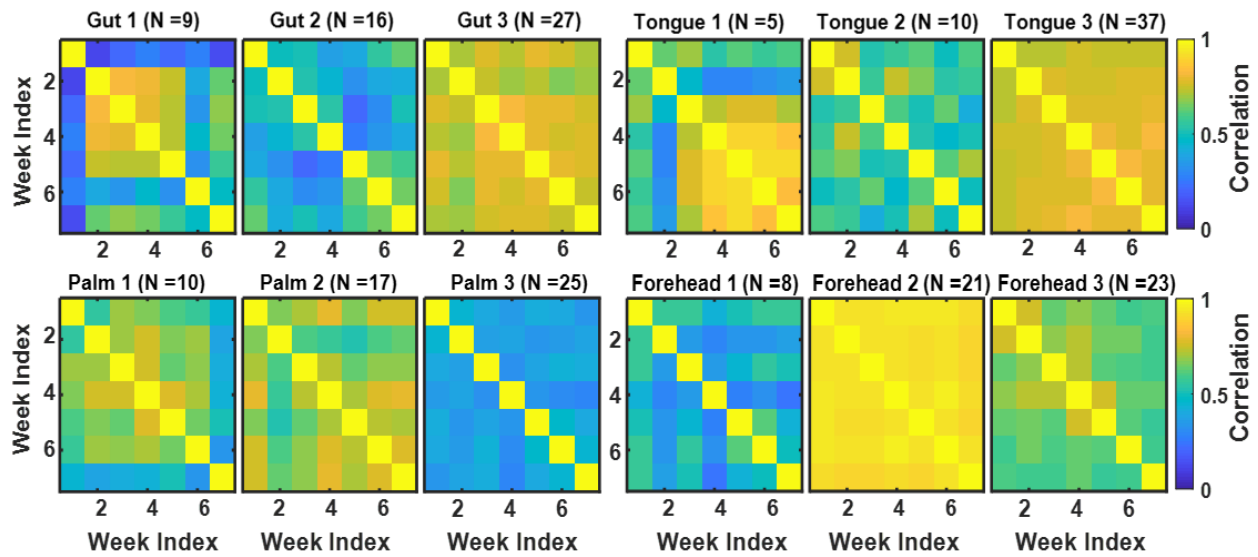 Gut 1 (N =9) Gut 2 (N =16) Gut 3 (N =27) Tongue 1 (N =5) Tongue 2 (N =10) Tongue 3 (N =37)
Week Index
2
4
6
2 4 6 2 4 6 2 4 6 2 4 6 2 4 6 2 4 6
1
0.5
0
Correlation
Palm 1 (N =10) Palm 2 (N =17) Palm 3 (N =25) Forehead 1 (N =8) Forehead 2 (N =21) Forehead 3 (N =23)
Week Index
2
4
6
2
4
6
2 4 6 2 4 6 2 4 6 2 4 6 2 4 6 2 4 6
1
0.5
0
Correlation
Week Index Week Index Week Index Week Index Week Index Week Index